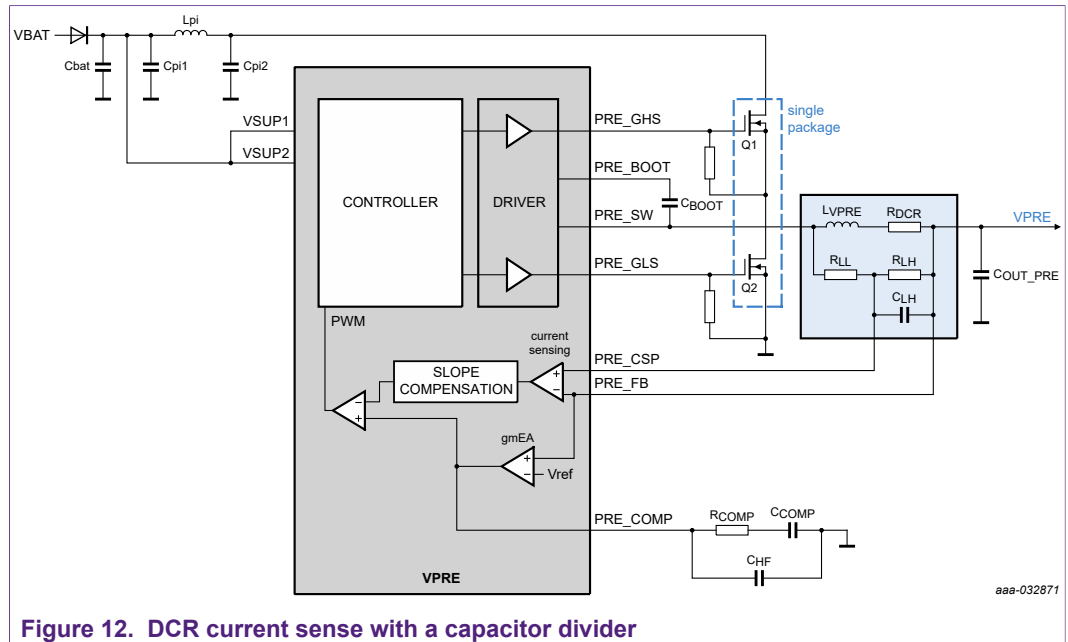 VBAT
Lpi
Cbat
Cpi1
Cpi2
VSUP1
VSUP2
CONTROLLER
DRIVER
PRE_GHS
PRE_BOOT
PRE_SW
PRE_GLS
CBOOT
Q1
Q2
single
package
LVPRE
RDCR
RLL
RLH
CLH
VPRE
COUT_PRE
PWM
current
sensing
SLOPE
COMPENSATION
+
−
−
+
PRE_CSP
PRE_FB
gmEA
+
−
Vref
PRE_COMP
RCOMP
CCOMP
CHF
VPRE
aaa-032871
Figure 12. DCR current sense with a capacitor divider